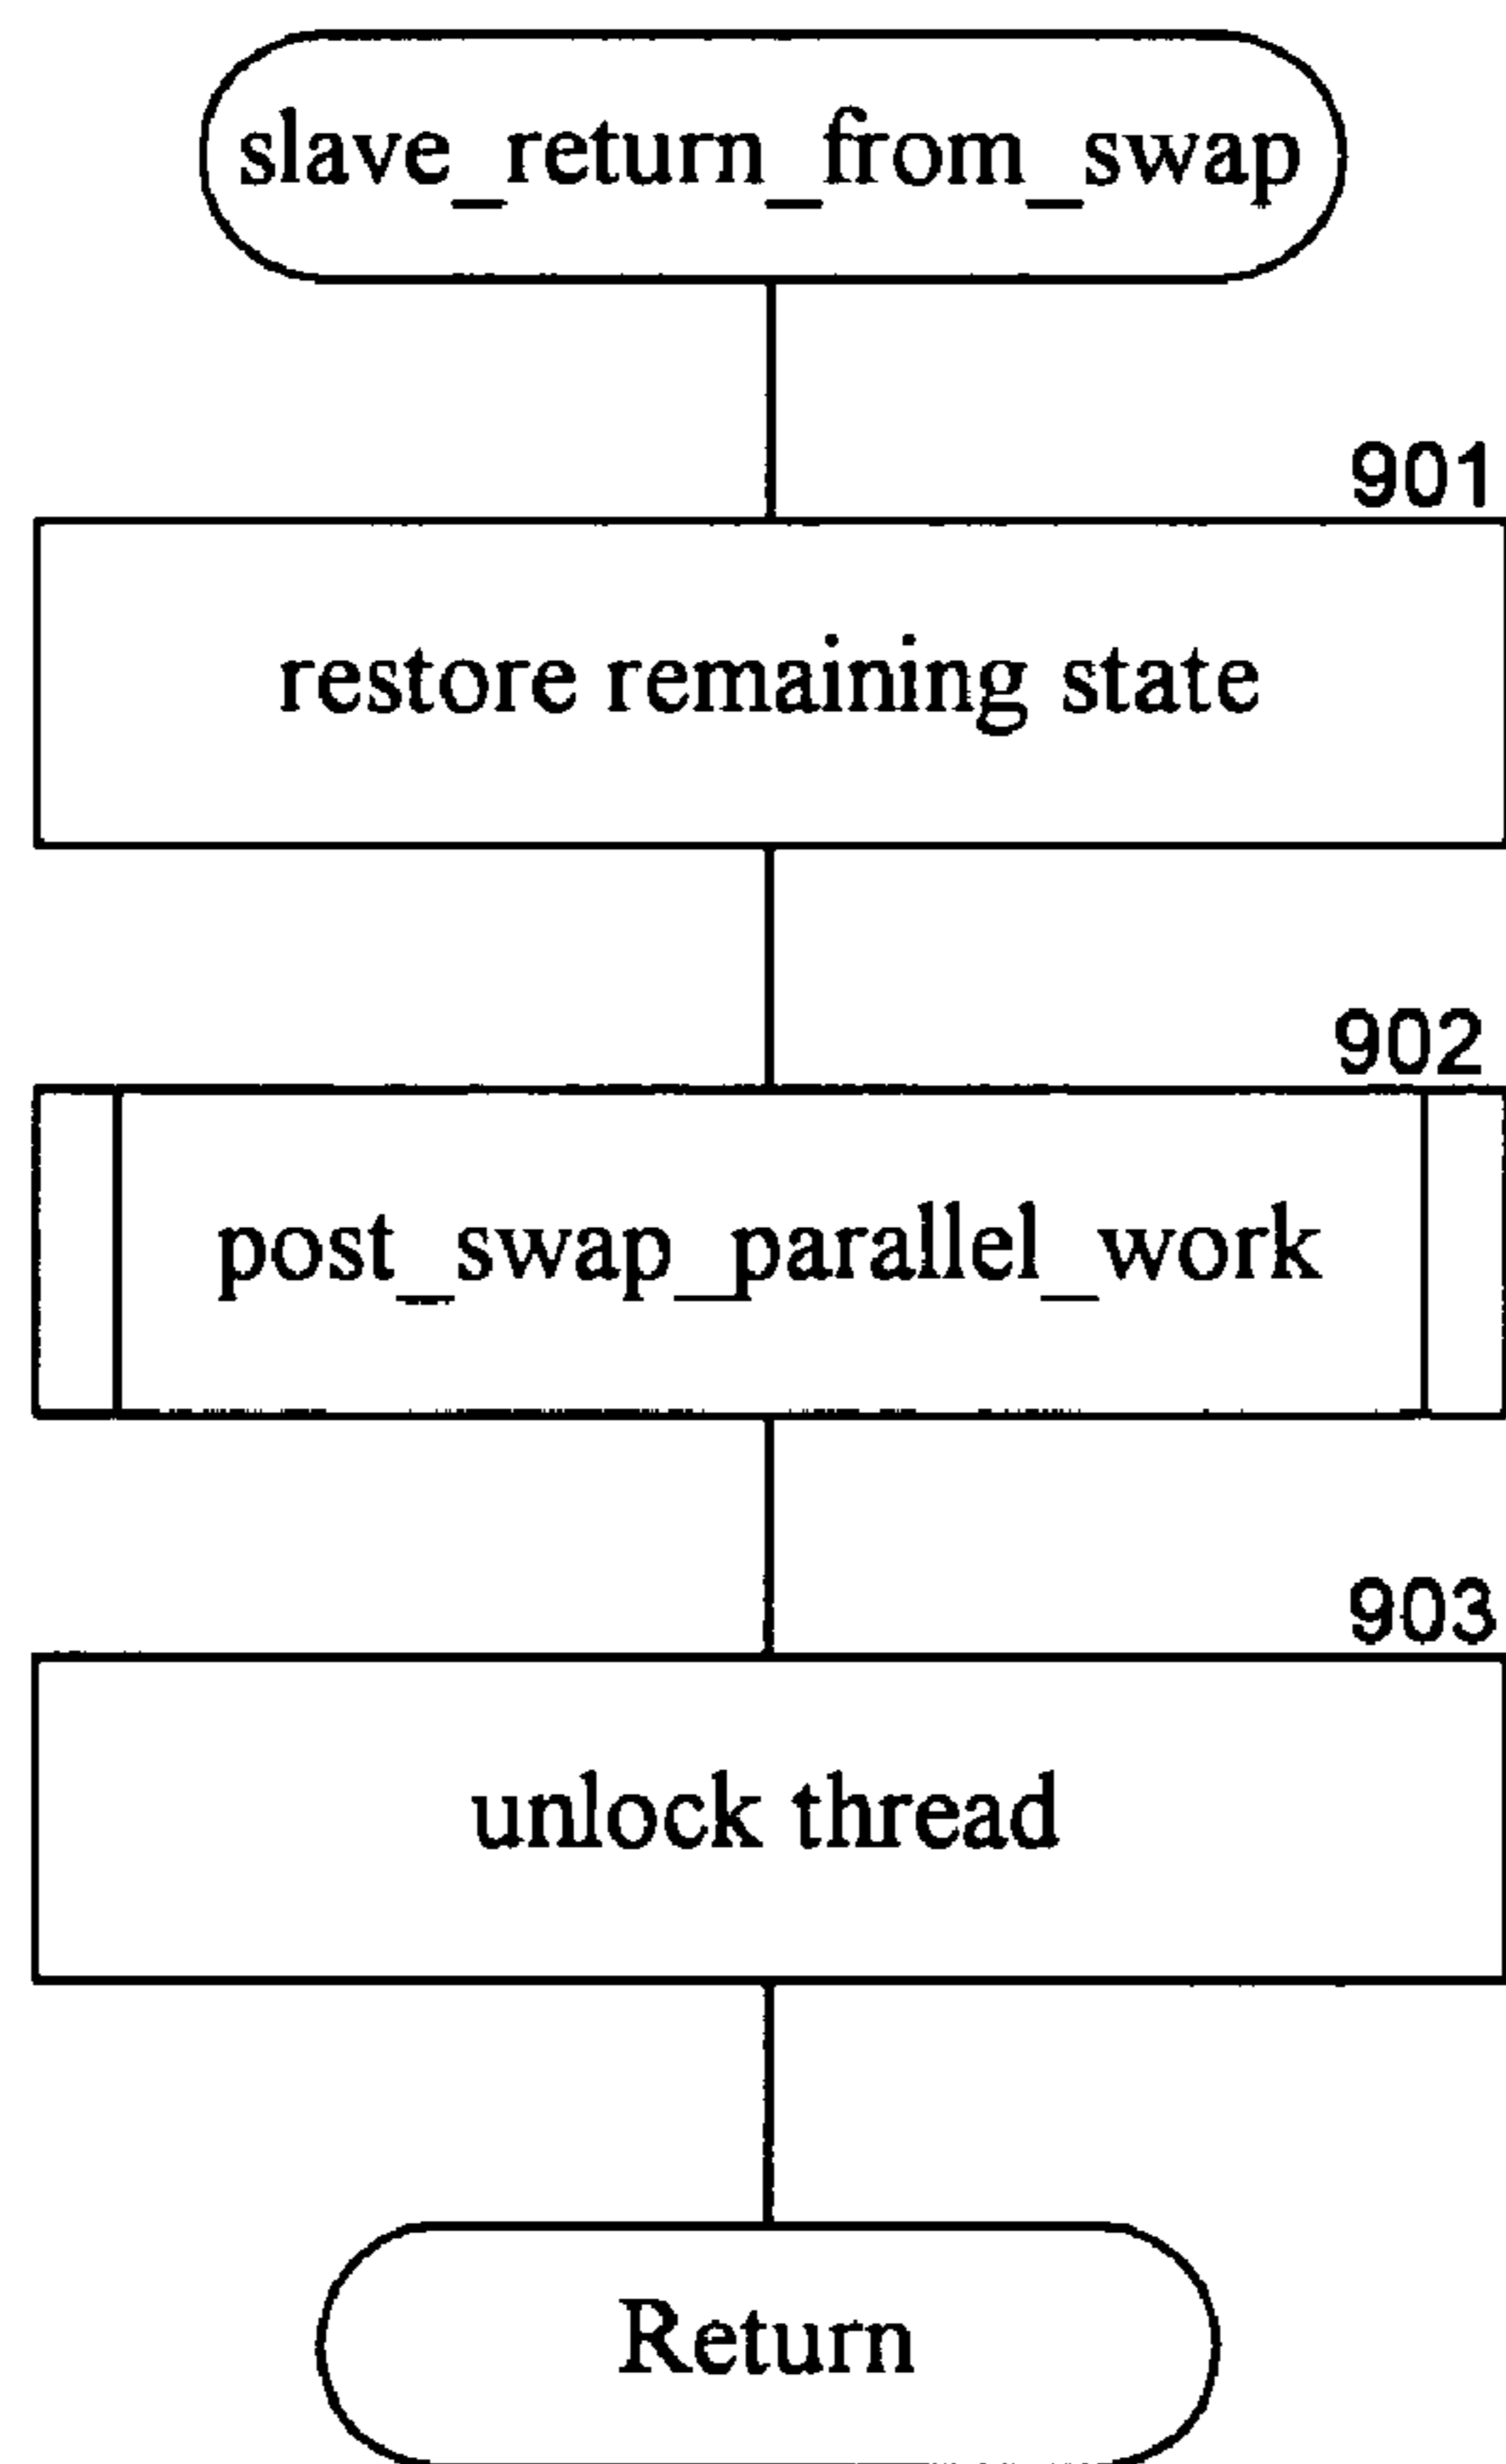 slave_return_from_swap
901
restore remaining state
902
post_swap_parallel_work
903
unlock thread
Return